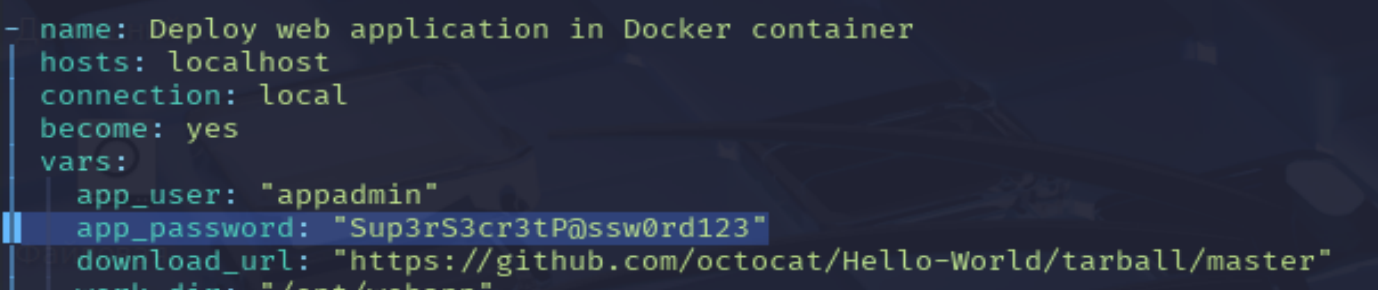 - name: Deploy web application in Docker container
hosts: localhost
connection: local
become: yes
vars:
app_user: "appadmin"
app_password: "Sup3rS3cr3tP@ssw0rd123"
download_url: "https://github.com/octocat/Hello-World/tarball/master"